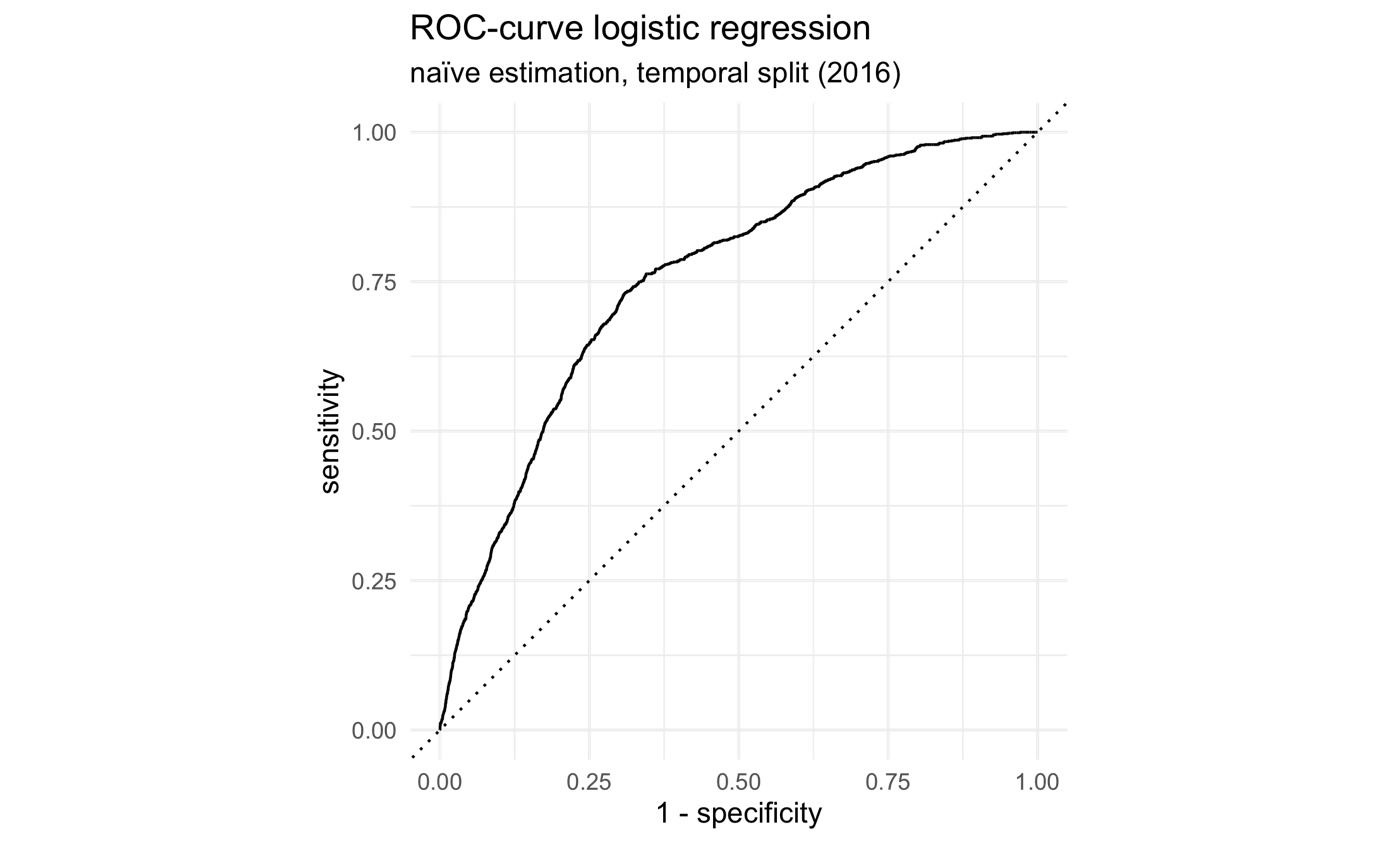 ROC-curve logistic regression
naïve estimation, temporal split (2016)
1.00
0.75
0.50
0.25
0.00
sensitivity
0.00 0.25 0.50 0.75 1.00
1 - specificity